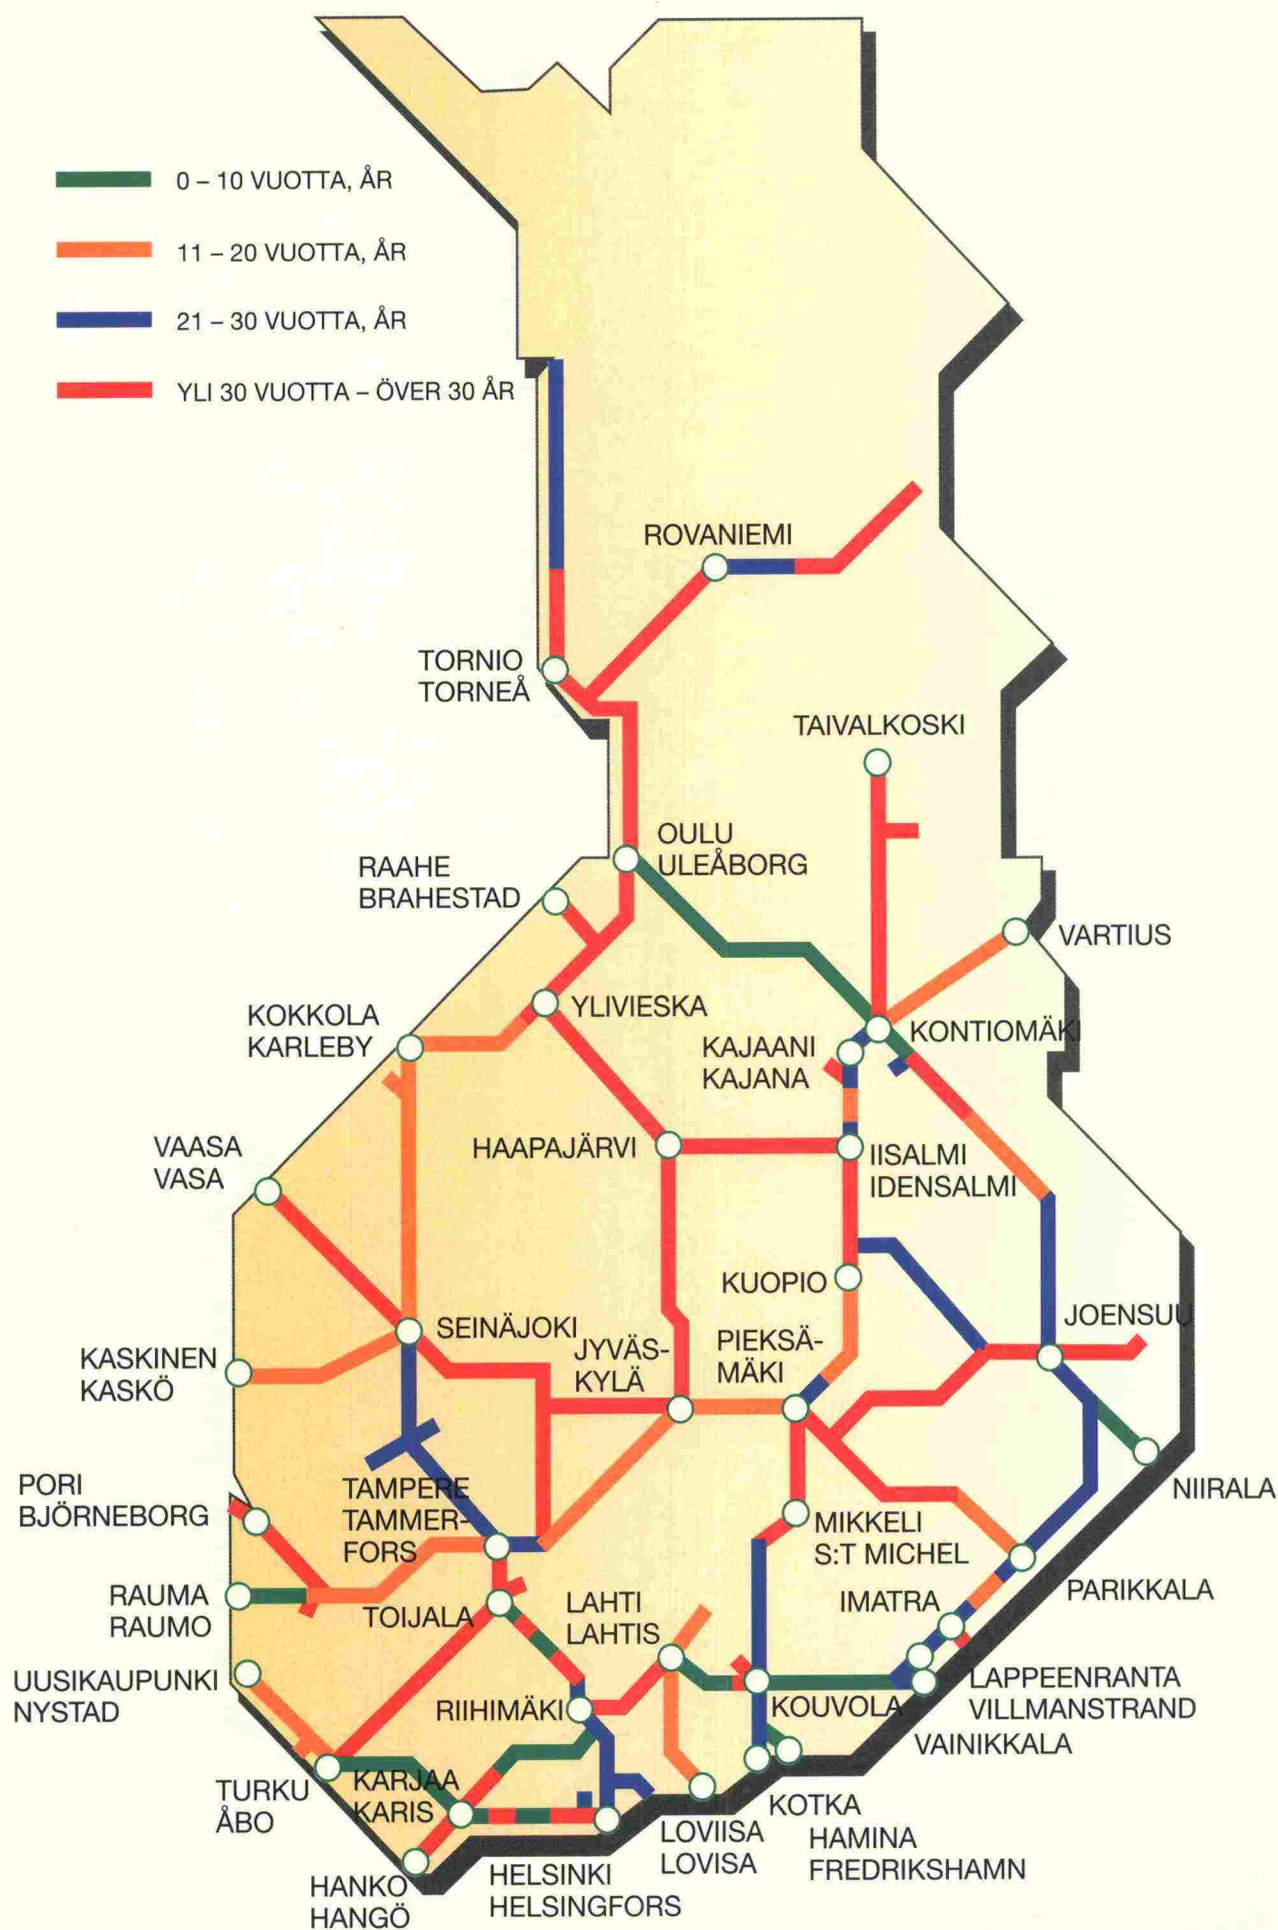 0 – 10 VUOTTA, ÅR
11 – 20 VUOTTA, ÅR
21 – 30 VUOTTA, ÅR
YLI 30 VUOTTA – ÖVER 30 ÅR
ROVANIEMI
TORNIO
TORNEÅ
TAIVALKOSKI
OULU
ULEÅBORG
RAAHE
BRAHESTAD
VARTIUS
YLIVIESKA
KOKKOLA
KARLEBY
KONTIOMÄKI
KAJAANI
KAJANA
HAAPAJÄRVI
VAASA
VASA
IISALMI
IDENSALMI
KUOPIO
JOENSUU
SEINÄJOKI
JYVÄS-
KYLÄ
PIEKSÄ-
MÄKI
KASKINEN
KASKÖ
PORI
BJÖRNEBORG
TAMPERE
TAMMER-
FORS
NIIRALA
MIKKELI
S:T MICHEL
PARIKKALA
RAUMA
RAUMO
TOIJALA
LAHTI
LAHTIS
IMATRA
UUSIKAUPUNKI
NYSTAD
RIIHIMÄKI
KOUVOLA
LAPPEENRANTA
VILLMANSTRAND
VAINIKKALA
TURKU
ÅBO
KARJAA
KARIS
KOTKA
HAMINA
FREDRIKSHAMN
LOVIISA
LOVISA
HELSINKI
HELSINGFORS
HANKO
HANGÖ